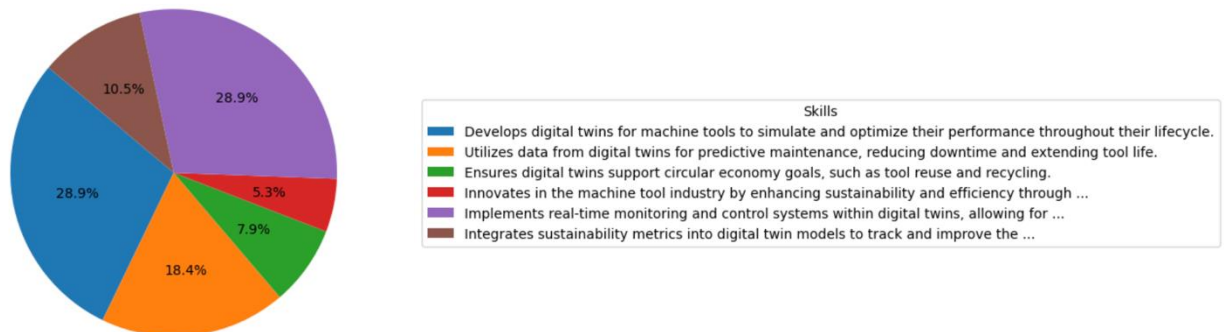 10.5%
28.9%
28.9%
5.3%
7.9%
18.4%
Skills
Develops digital twins for machine tools to simulate and optimize their performance throughout their lifecycle.
Utilizes data from digital twins for predictive maintenance, reducing downtime and extending tool life.
Ensures digital twins support circular economy goals, such as tool reuse and recycling.
Innovates in the machine tool industry by enhancing sustainability and efficiency through ...
Implements real-time monitoring and control systems within digital twins, allowing for ...
Integrates sustainability metrics into digital twin models to track and improve the ...